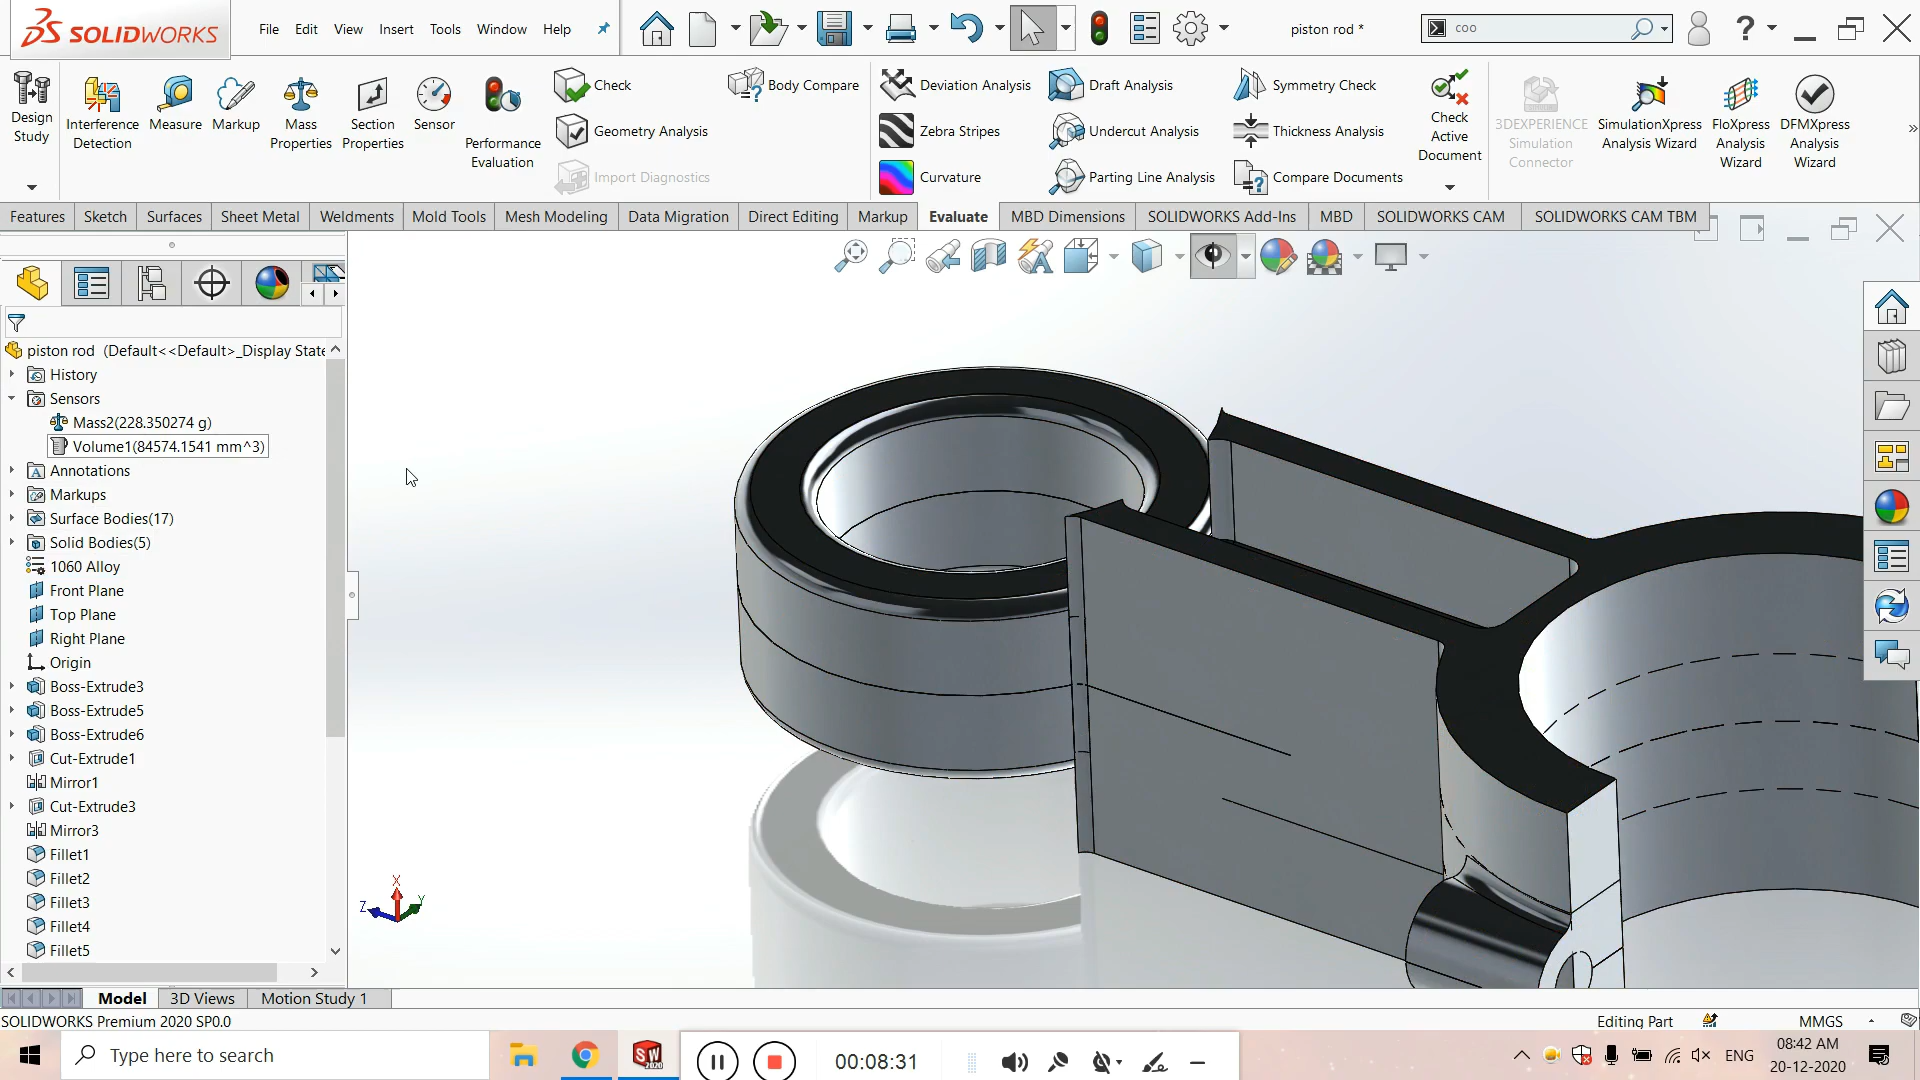 SOLIDWORKS
File Edit View Insert Tools Window Help
piston rod *
coo
Design Study
Interference Detection
Measure
Markup
Mass Properties
Section Properties
Sensor
Performance Evaluation
Check
Geometry Analysis
Import Diagnostics
Body Compare
Deviation Analysis
Zebra Stripes
Curvature
Draft Analysis
Undercut Analysis
Parting Line Analysis
Symmetry Check
Thickness Analysis
Compare Documents
Check Active Document
3DEXPERIENCE Simulation Connector
SimulationXpress Analysis Wizard
FloXpress Analysis Wizard
DFMXpress Analysis Wizard
Features Sketch Surfaces Sheet Metal Weldments Mold Tools Mesh Modeling Data Migration Direct Editing Markup Evaluate MBD Dimensions SOLIDWORKS Add-Ins MBD SOLIDWORKS CAM SOLIDWORKS CAM TBM
piston rod (Default<<Default>_Display State
History
Sensors
Mass2(228.350274 g)
Volume1(84574.1541 mm^3)
Annotations
Markups
Surface Bodies(17)
Solid Bodies(5)
1060 Alloy
Front Plane
Top Plane
Right Plane
Origin
Boss-Extrude3
Boss-Extrude5
Boss-Extrude6
Cut-Extrude1
Mirror1
Cut-Extrude3
Mirror3
Fillet1
Fillet2
Fillet3
Fillet4
Fillet5
X
Y
Z
Model 3D Views Motion Study 1
SOLIDWORKS Premium 2020 SP0.0
Editing Part
MMGS
Type here to search
SW
2020
00:08:31
ENG
08:42 AM
20-12-2020